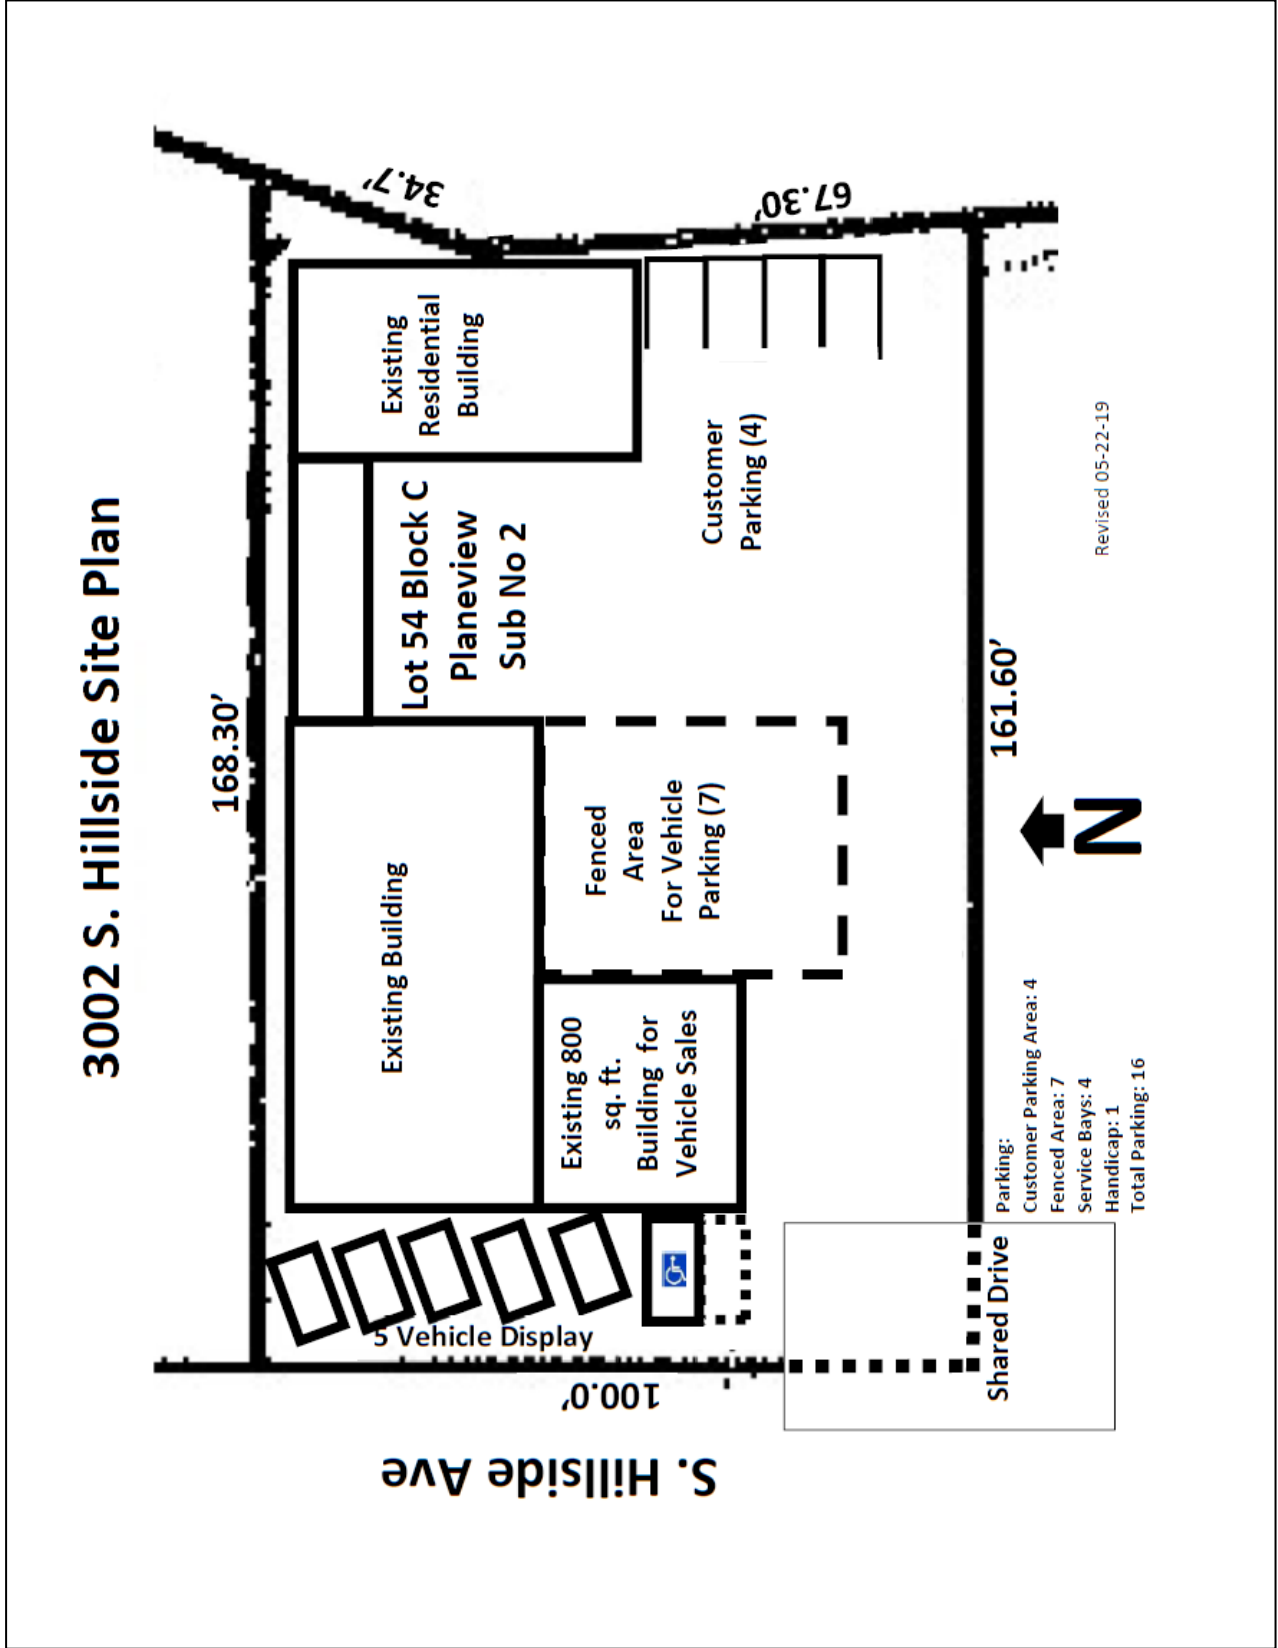 3002 S. Hillside Site Plan
168.30’
34.7’
67.30’
Existing
Residential
Building
Lot 54 Block C
Planeview
Sub No 2
Customer
Parking (4)
Existing Building
Fenced
Area
For Vehicle
Parking (7)
Existing 800
sq. ft.
Building for
Vehicle Sales
5 Vehicle Display
100.0’
S. Hillside Ave
Shared Drive
161.60’
N
Revised 05-22-19
Parking:
Customer Parking Area: 4
Fenced Area: 7
Service Bays: 4
Handicap: 1
Total Parking: 16